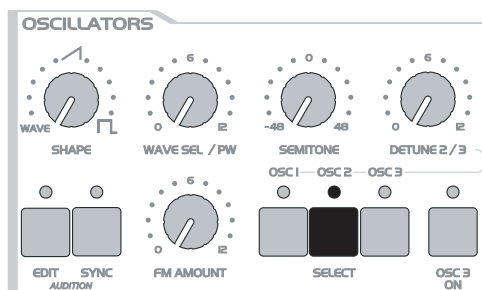 OSCILLATORS
6 0 6
WAVE 0 12 -48 48 0 12
SHAPE WAVE SEL / PW SEMITONE DETUNE 2 / 3
OSC 1 OSC 2 OSC 3
6
0 12
EDIT SYNC FM AMOUNT SELECT OSC 3
AUDITION ON